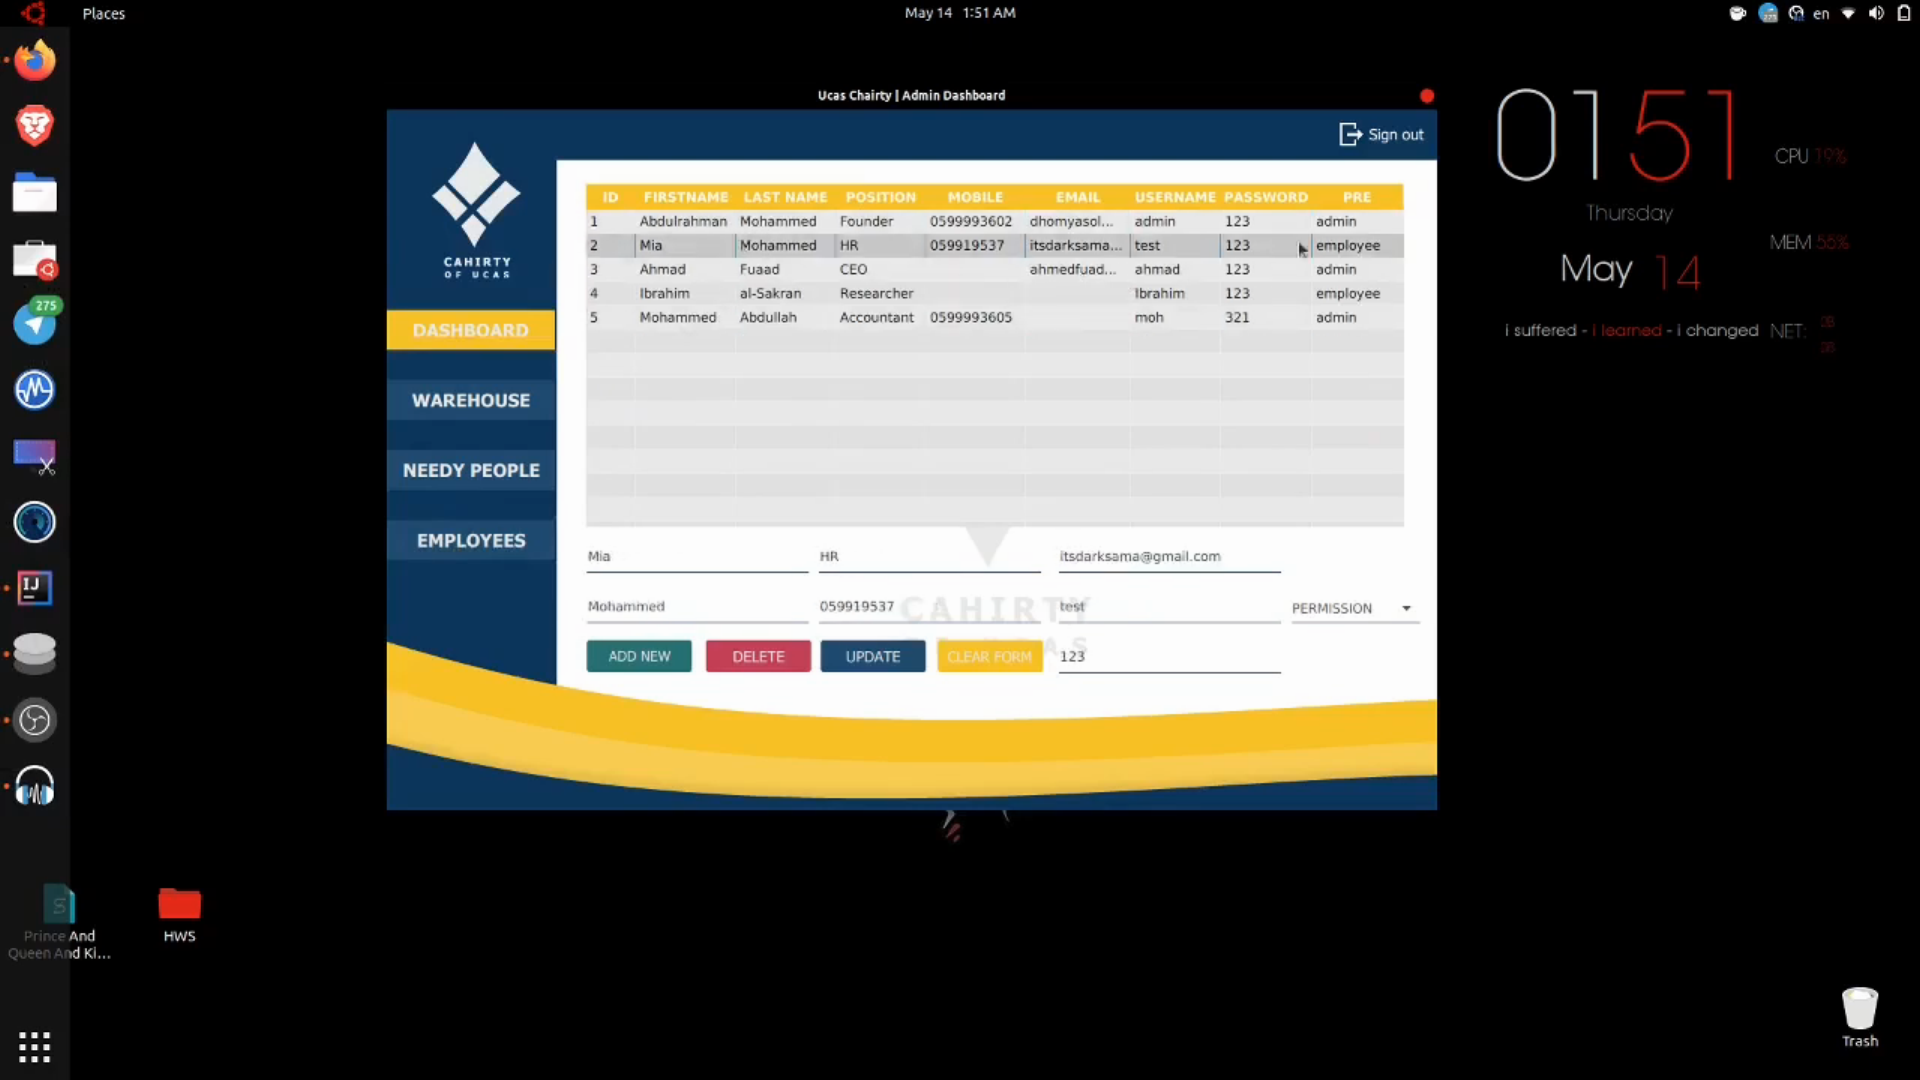 Places
May 14 1:51 AM
en
Ucas Chairty | Admin Dashboard
Sign out
CAHIRTY
OF UCAS
DASHBOARD
WAREHOUSE
NEEDY PEOPLE
EMPLOYEES
ID FIRSTNAME LAST NAME POSITION MOBILE EMAIL USERNAME PASSWORD PRE
1 Abdulrahman Mohammed Founder 0599993602 dhomyasol... admin 123 admin
2 Mia Mohammed HR 059919537 itsdarksama... test 123 employee
3 Ahmad Fuaad CEO ahmedfuad... ahmad 123 admin
4 Ibrahim al-Sakran Researcher Ibrahim 123 employee
5 Mohammed Abdullah Accountant 0599993605 moh 321 admin
Mia HR itsdarksama@gmail.com
Mohammed 059919537 test PERMISSION
CAHIRTY
ADD NEW DELETE UPDATE CLEAR FORM 123
0151
Thursday
May 14
i suffered - i learned - i changed
CPU 19%
MEM 55%
NET:
275
IJ
Prince And
Queen And Ki...
HWS
Trash